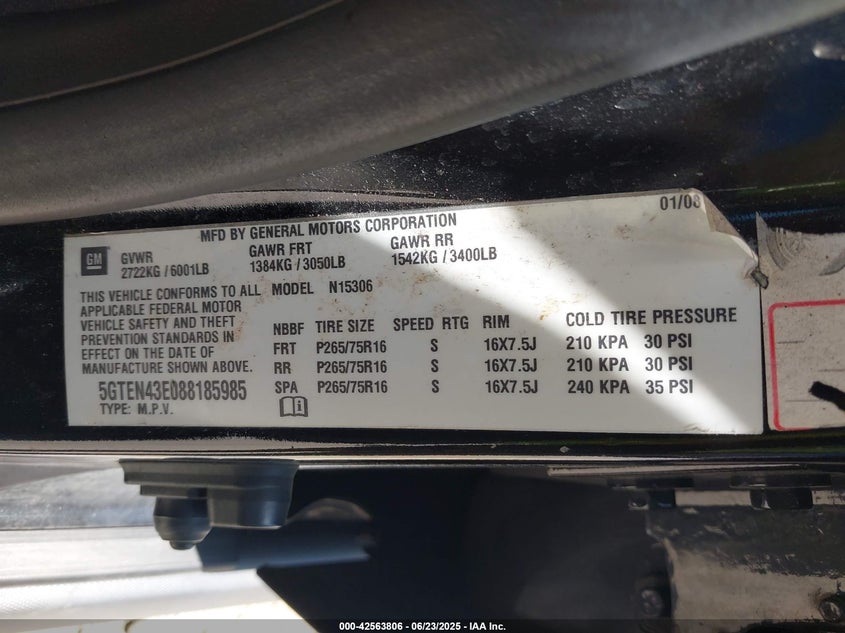 MFD BY GENERAL MOTORS CORPORATION
01/08
GM
GVWR
2722KG / 6001LB
GAWR FRT
1384KG / 3050LB
GAWR RR
1542KG / 3400LB
THIS VEHICLE CONFORMS TO ALL
APPLICABLE FEDERAL MOTOR
VEHICLE SAFETY AND THEFT
PREVENTION STANDARDS IN
EFFECT ON THE DATE OF
MANUFACTURE SHOWN ABOVE.
5GTEN43E088185985
TYPE: M.P.V.
MODEL N15306
NBBF TIRE SIZE SPEED RTG RIM COLD TIRE PRESSURE
FRT P265/75R16 S 16X7.5J 210 KPA 30 PSI
RR P265/75R16 S 16X7.5J 210 KPA 30 PSI
SPA P265/75R16 S 16X7.5J 240 KPA 35 PSI
000-42563806 - 06/23/2025 - IAA Inc.